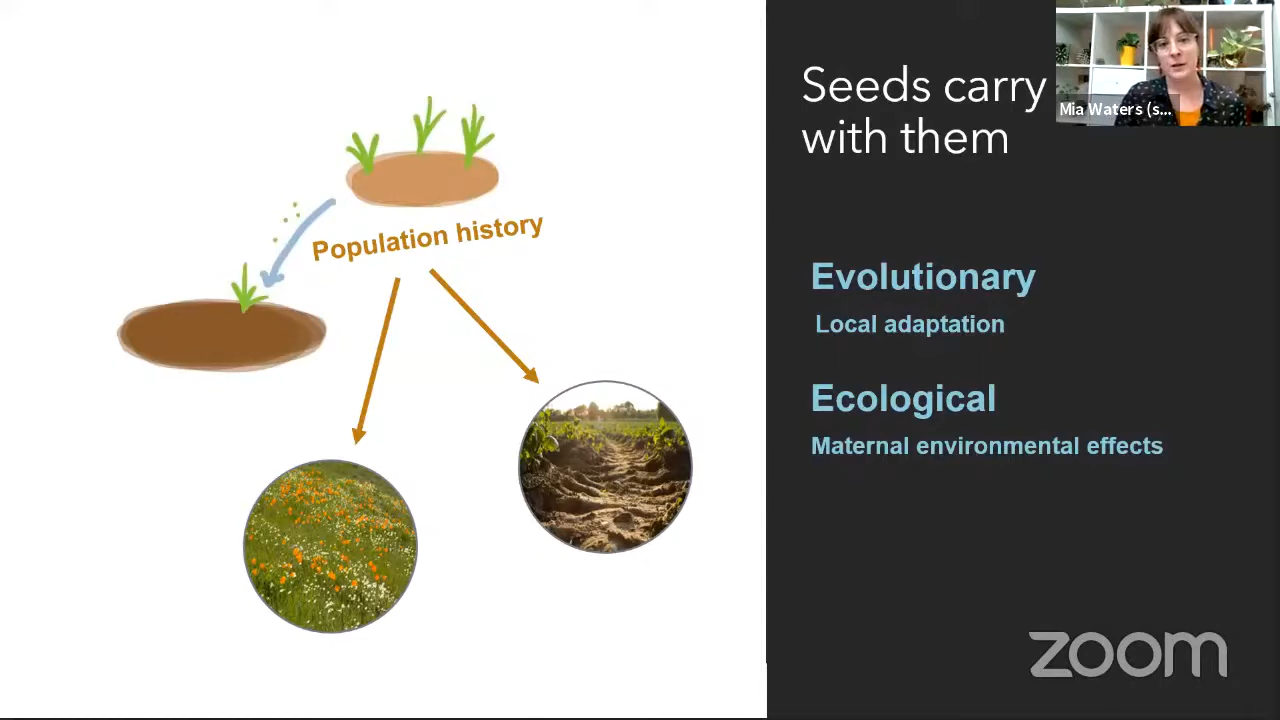 Seeds carry
with them
Mia Waters (s...
Population history
Evolutionary
Local adaptation
Ecological
Maternal environmental effects
zoom